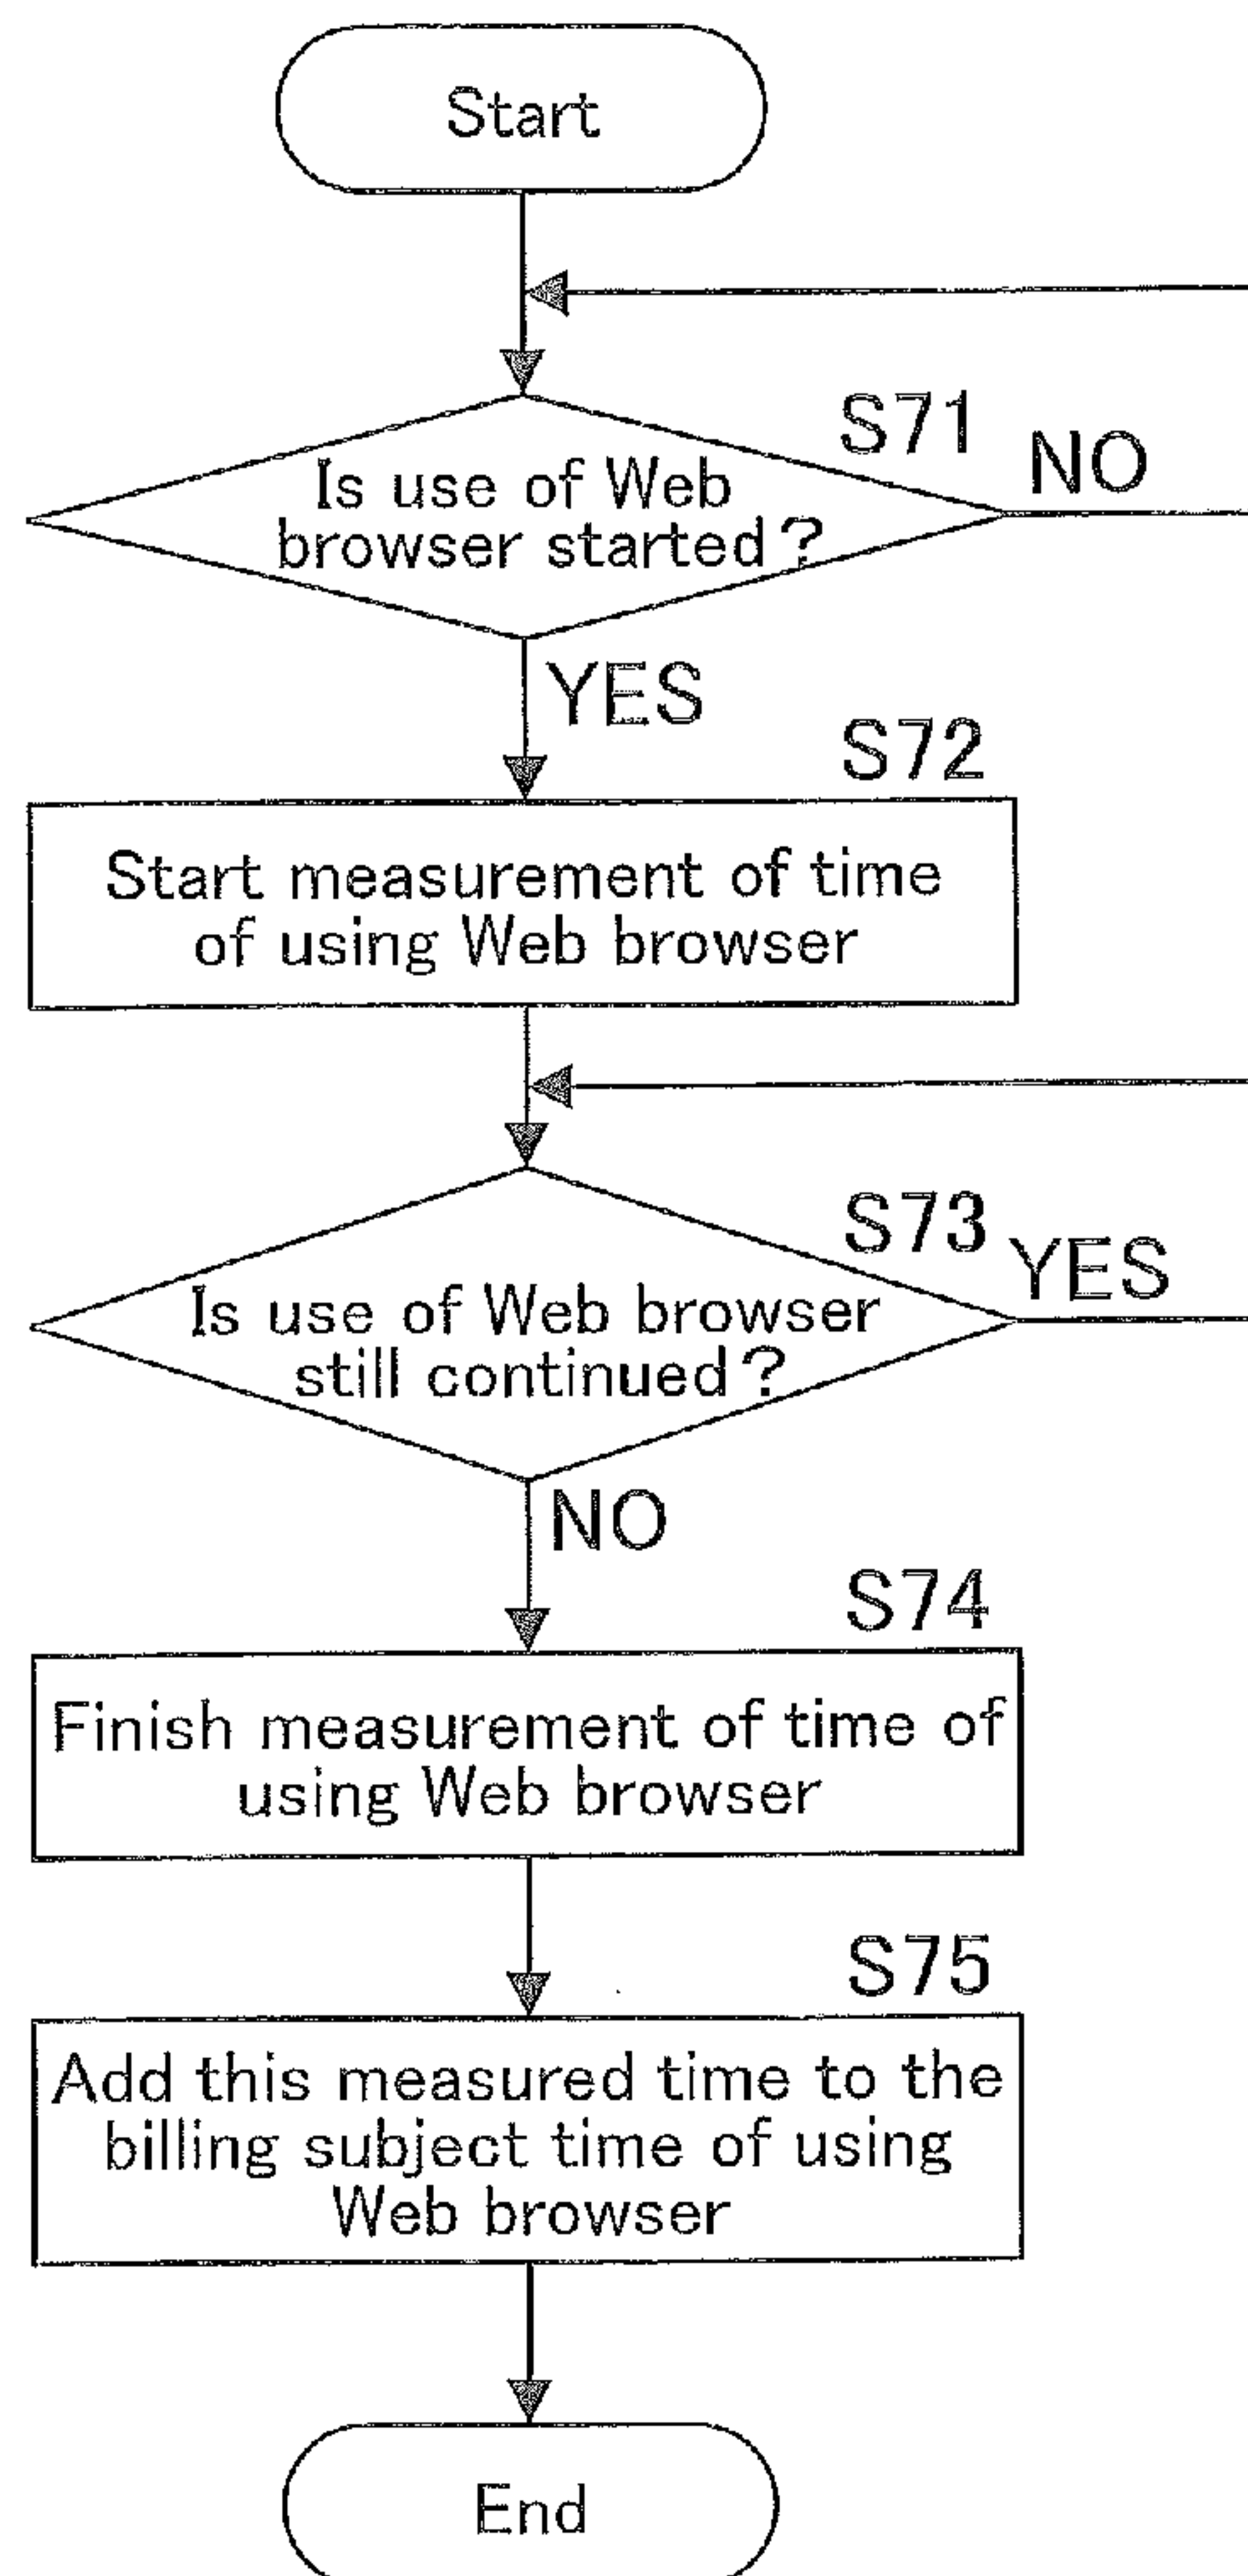 Start
S71
NO
Is use of Web
browser started?
YES
S72
Start measurement of time
of using Web browser
S73
YES
Is use of Web browser
still continued?
NO
S74
Finish measurement of time of
using Web browser
S75
Add this measured time to the
billing subject time of using
Web browser
End